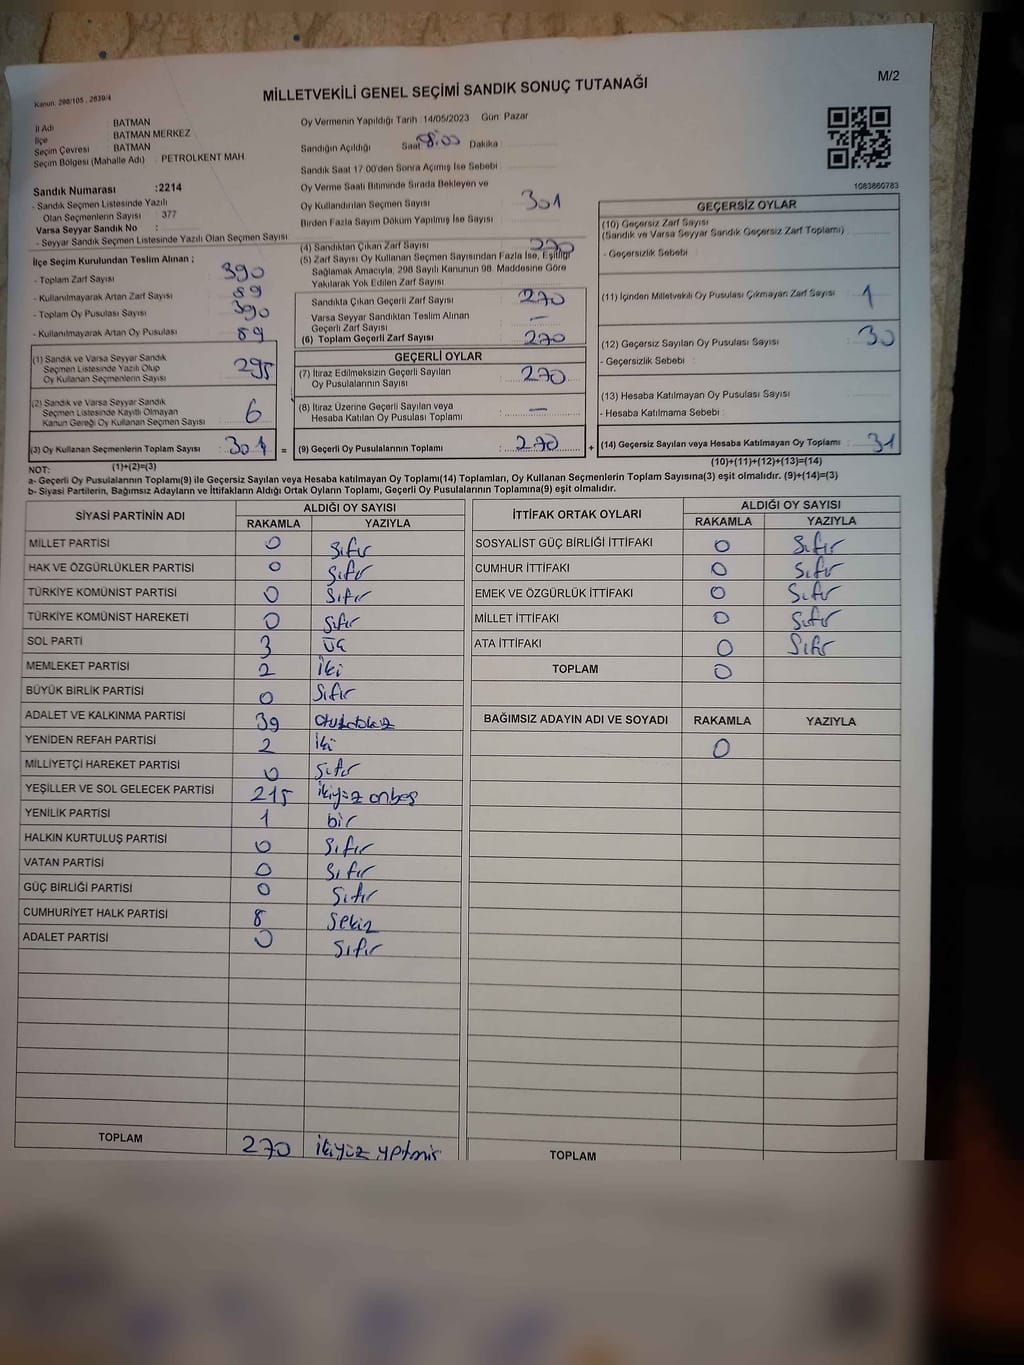 M/2
Kanun: 298/105 , 2839/4
MİLLETVEKİLİ GENEL SEÇİMİ SANDIK SONUÇ TUTANAĞI
İl Adı : BATMAN
İlçe : BATMAN MERKEZ
Seçim Çevresi : BATMAN
Seçim Bölgesi (Mahalle Adı) : PETROLKENT MAH
Sandık Numarası :2214
- Sandık Seçmen Listesinde Yazılı
Olan Seçmenlerin Sayısı : 377
Varsa Seyyar Sandık No :
- Seyyar Sandık Seçmen Listesinde Yazılı Olan Seçmen Sayısı
Oy Vermenin Yapıldığı Tarih :14/05/2023 Gün: Pazar
Sandığın Açıldığı Saat 8:00 Dakika
Sandık Saat 17.00'den Sonra Açımış İse Sebebi :
Oy Verme Saati Bitiminde Sırada Bekleyen ve
Oy Kullandırılan Seçmen Sayısı : 301
Birden Fazla Sayım Döküm Yapılmış İse Sayısı :
1083860783
İlçe Seçim Kurulundan Teslim Alınan ;
- Toplam Zarf Sayısı : 390
- Kullanılmayarak Artan Zarf Sayısı : 89
- Toplam Oy Pusulası Sayısı : 390
- Kullanılmayarak Artan Oy Pusulası : 89
(1) Sandık ve Varsa Seyyar Sandık
Seçmen Listesinde Yazılı Olup
Oy Kullanan Seçmenlerin Sayısı : 295
(2) Sandık ve Varsa Seyyar Sandık
Seçmen Listesinde Kayıtlı Olmayan
Kanun Gereği Oy Kullanan Seçmen Sayısı : 6
(3) Oy Kullanan Seçmenlerin Toplam Sayısı : 301 =
(4) Sandıktan Çıkan Zarf Sayısı : 270
(5) Zarf Sayısı Oy Kullanan Seçmen Sayısından Fazla İse, Eşitliği
Sağlamak Amacıyla, 298 Sayılı Kanunun 98. Maddesine Göre
Yakılarak Yok Edilen Zarf Sayısı :
Sandıkta Çıkan Geçerli Zarf Sayısı : 270
Varsa Seyyar Sandıktan Teslim Alınan
Geçerli Zarf Sayısı : —
(6) Toplam Geçerli Zarf Sayısı : 270
GEÇERLİ OYLAR
(7) İtiraz Edilmeksizin Geçerli Sayılan
Oy Pusulalarının Sayısı : 270
(8) İtiraz Üzerine Geçerli Sayılan veya
Hesaba Katılan Oy Pusulası Toplamı : —
(9) Geçerli Oy Pusulalarının Toplamı : 270 +
GEÇERSİZ OYLAR
(10) Geçersiz Zarf Sayısı
(Sandık ve Varsa Seyyar Sandık Geçersiz Zarf Toplamı) :
- Geçersizlik Sebebi :
(11) İçinden Milletvekili Oy Pusulası Çıkmayan Zarf Sayısı : 1
(12) Geçersiz Sayılan Oy Pusulası Sayısı : 30
- Geçersizlik Sebebi :
(13) Hesaba Katılmayan Oy Pusulası Sayısı :
- Hesaba Katılmama Sebebi :
(14) Geçersiz Sayılan veya Hesaba Katılmayan Oy Toplamı : 31
NOT: (1)+(2)=(3)
(10)+(11)+(12)+(13)=(14)
a- Geçerli Oy Pusulalarının Toplamı(9) ile Geçersiz Sayılan veya Hesaba katılmayan Oy Toplamı(14) Toplamları, Oy Kullanan Seçmenlerin Toplam Sayısına(3) eşit olmalıdır. (9)+(14)=(3)
b- Siyasi Partilerin, Bağımsız Adayların ve İttifakların Aldığı Ortak Oyların Toplamı, Geçerli Oy Pusulalarının Toplamına(9) eşit olmalıdır.
SİYASİ PARTİNİN ADI ALDIĞI OY SAYISI
RAKAMLA YAZIYLA
MİLLET PARTİSİ 0 Sıfır
HAK VE ÖZGÜRLÜKLER PARTİSİ 0 Sıfır
TÜRKİYE KOMÜNİST PARTİSİ 0 Sıfır
TÜRKİYE KOMÜNİST HAREKETİ 0 Sıfır
SOL PARTİ 3 Üç
MEMLEKET PARTİSİ 2 İki
BÜYÜK BİRLİK PARTİSİ 0 Sıfır
ADALET VE KALKINMA PARTİSİ 39 otuzdokuz
YENİDEN REFAH PARTİSİ 2 İki
MİLLİYETÇİ HAREKET PARTİSİ 0 Sıfır
YEŞİLLER VE SOL GELECEK PARTİSİ 215 ikiyüz onbeş
YENİLİK PARTİSİ 1 bir
HALKIN KURTULUŞ PARTİSİ 0 Sıfır
VATAN PARTİSİ 0 Sıfır
GÜÇ BİRLİĞİ PARTİSİ 0 Sıfır
CUMHURİYET HALK PARTİSİ 8 Sekiz
ADALET PARTİSİ 0 Sıfır
TOPLAM 270 ikiyüz yetmiş
İTTİFAK ORTAK OYLARI ALDIĞI OY SAYISI
RAKAMLA YAZIYLA
SOSYALİST GÜÇ BİRLİĞİ İTTİFAKI 0 Sıfır
CUMHUR İTTİFAKI 0 Sıfır
EMEK VE ÖZGÜRLÜK İTTİFAKI 0 Sıfır
MİLLET İTTİFAKI 0 Sıfır
ATA İTTİFAKI 0 Sıfır
TOPLAM 0
BAĞIMSIZ ADAYIN ADI VE SOYADI RAKAMLA YAZIYLA
0
TOPLAM